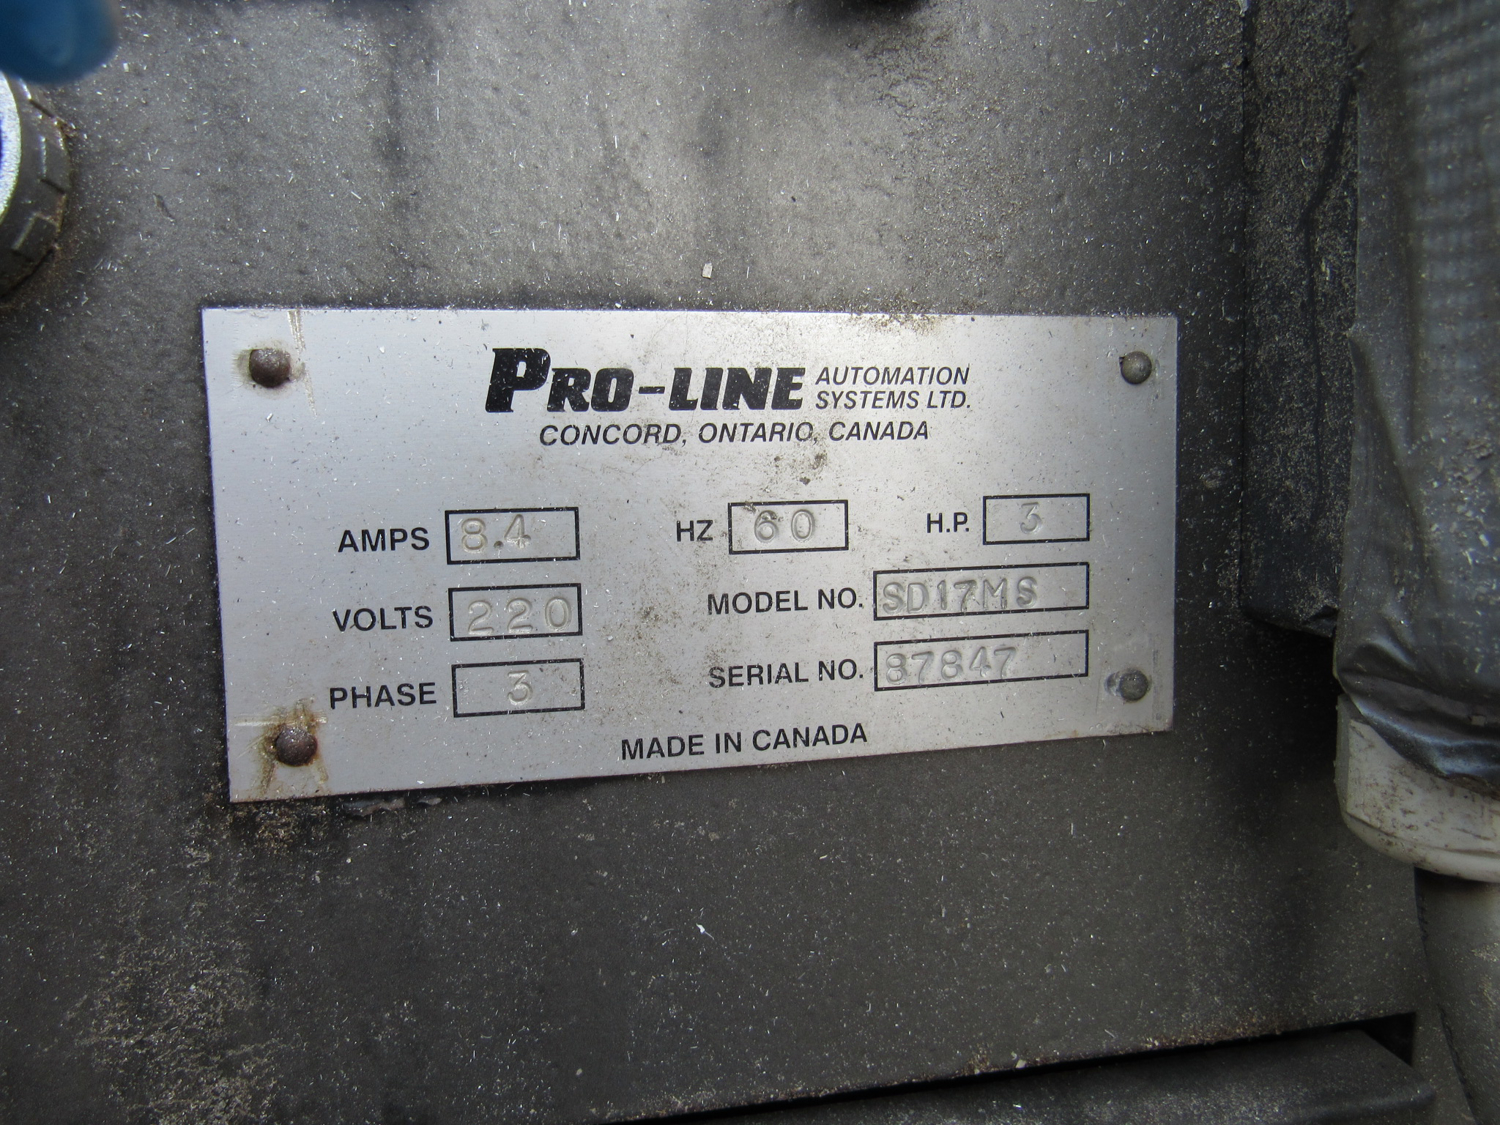 PRO-LINE AUTOMATION SYSTEMS LTD.
CONCORD, ONTARIO, CANADA
AMPS 8.4 HZ 60 H.P. 3
VOLTS 220 MODEL NO. SD17MS
PHASE 3 SERIAL NO. 87847
MADE IN CANADA